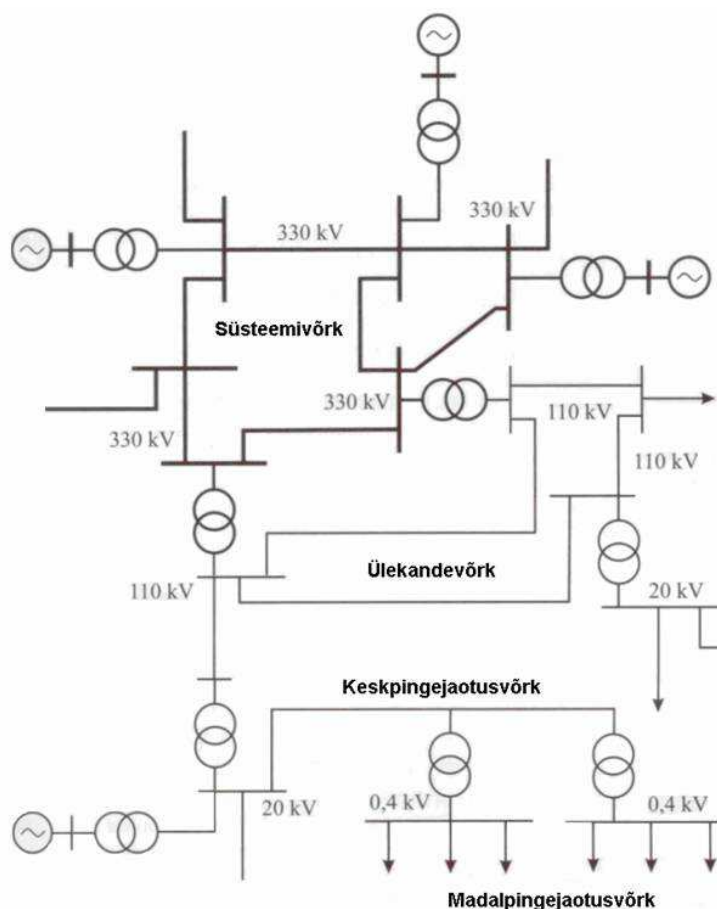 330 kV
330 kV
Süsteemivõrk
330 kV
330 kV
110 kV
110 kV
Ülekandevõrk
110 kV
20 kV
Keskpingejaotusvõrk
20 kV
0,4 kV
0,4 kV
Madalpingejaotusvõrk